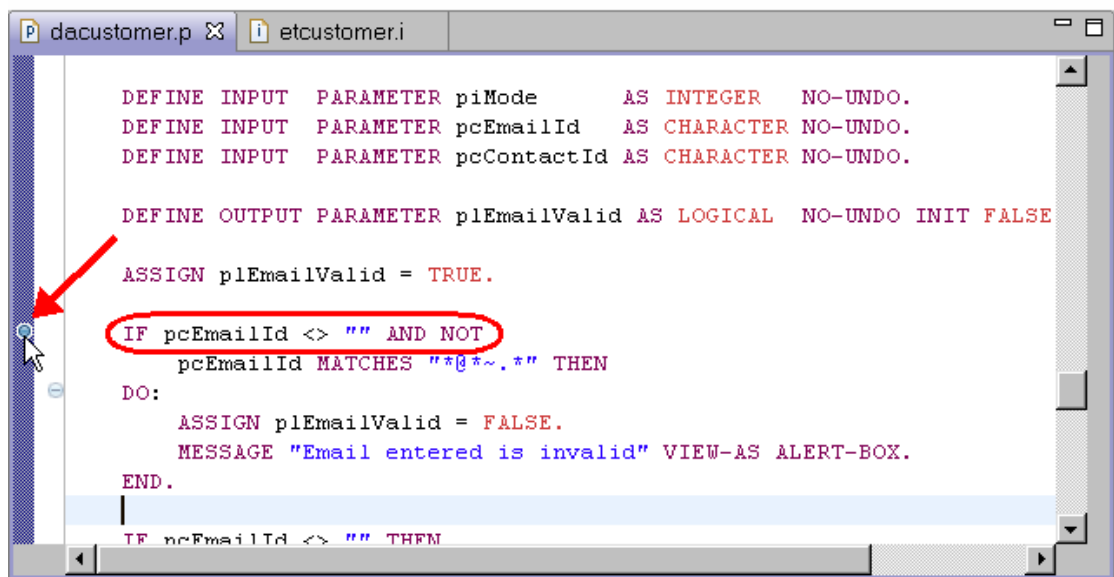 dacustomer.p etcustomer.i
DEFINE INPUT PARAMETER piMode AS INTEGER NO-UNDO.
DEFINE INPUT PARAMETER pcEmailId AS CHARACTER NO-UNDO.
DEFINE INPUT PARAMETER pcContactId AS CHARACTER NO-UNDO.
DEFINE OUTPUT PARAMETER plEmailValid AS LOGICAL NO-UNDO INIT FALSE
ASSIGN plEmailValid = TRUE.
IF pcEmailId <> "" AND NOT
pcEmailId MATCHES "*@*~.*" THEN
DO:
ASSIGN plEmailValid = FALSE.
MESSAGE "Email entered is invalid" VIEW-AS ALERT-BOX.
END.
IF pcEmailId <> "" THEN